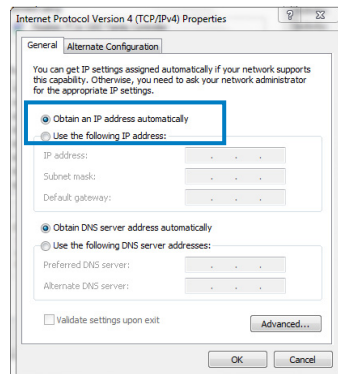 Internet Protocol Version 4 (TCP/IPv4) Properties
General
Alternate Configuration
You can get IP settings assigned automatically if your network supports
this capability. Otherwise, you need to ask your network administrator
for the appropriate IP settings.
Obtain an IP address automatically
Use the following IP address:
IP address:
Subnet mask:
Default gateway:
Obtain DNS server address automatically
Use the following DNS server addresses:
Preferred DNS server:
Alternate DNS server:
Validate settings upon exit
Advanced...
OK
Cancel